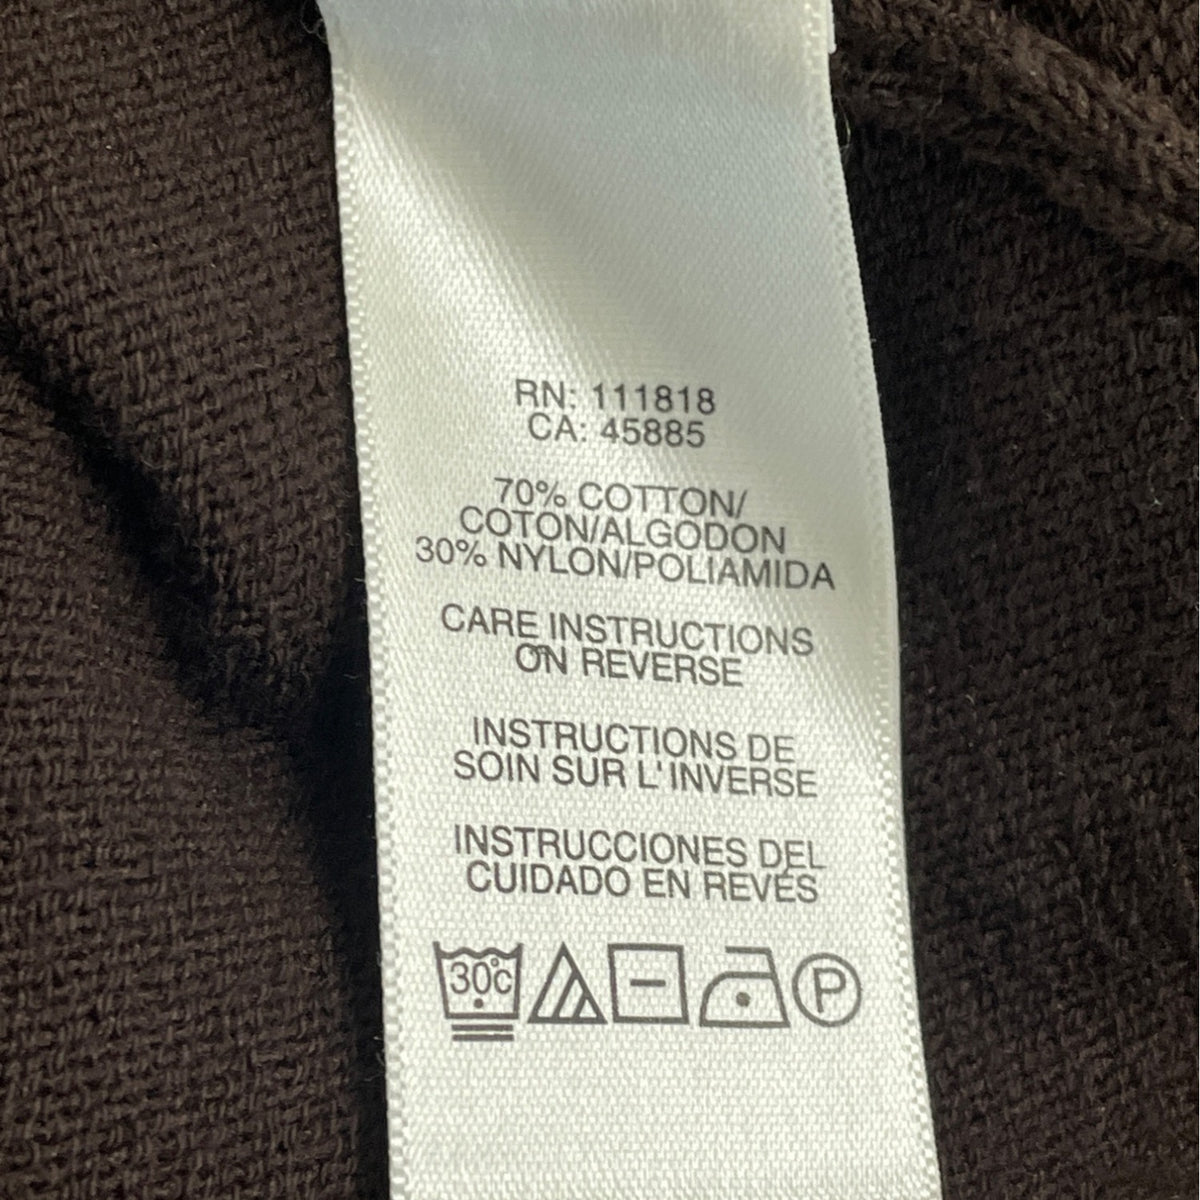 RN: 111818
CA: 45885
70% COTTON/
COTON/ALGODON
30% NYLON/POLIAMIDA
CARE INSTRUCTIONS
ON REVERSE
INSTRUCTIONS DE
SOIN SUR L'INVERSE
INSTRUCCIONES DEL
CUIDADO EN REVÉS
30°C P